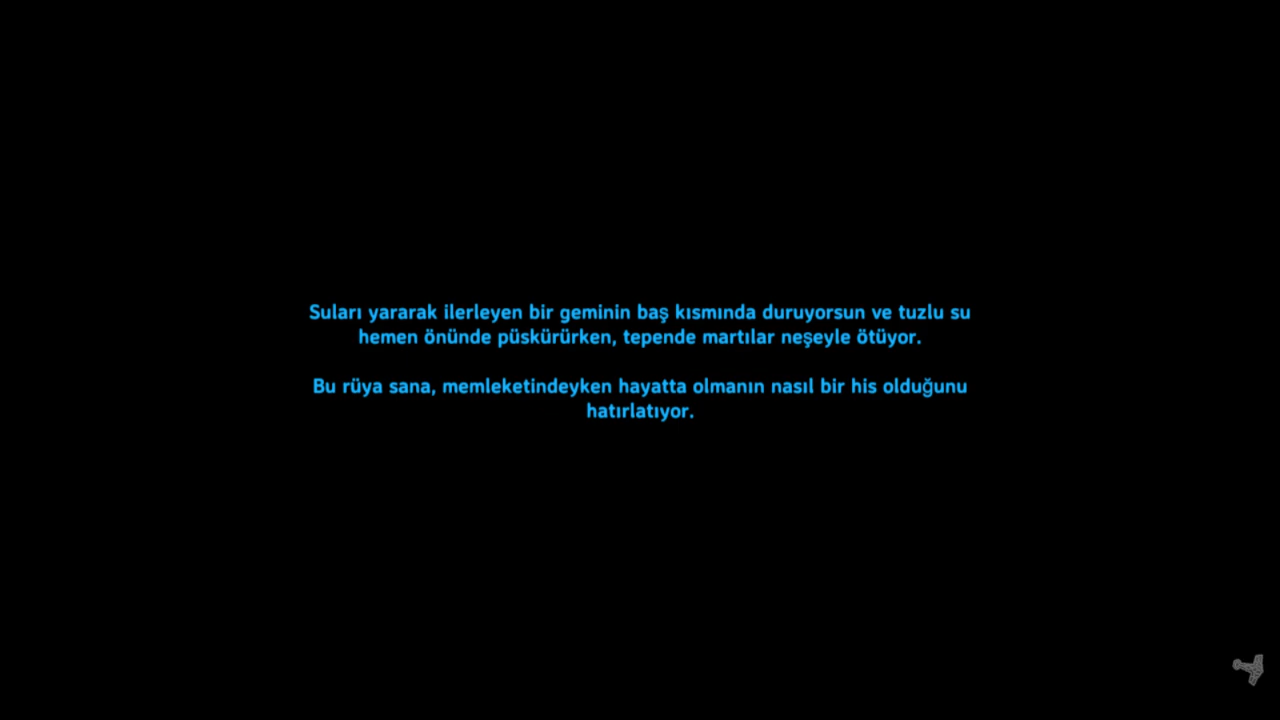 Suları yararak ilerleyen bir geminin baş kısmında duruyorsun ve tuzlu su
hemen önünde püskürürken, tepende martılar neşeyle ötüyor.
Bu rüya sana, memleketindeyken hayatta olmanın nasıl bir his olduğunu
hatırlatıyor.